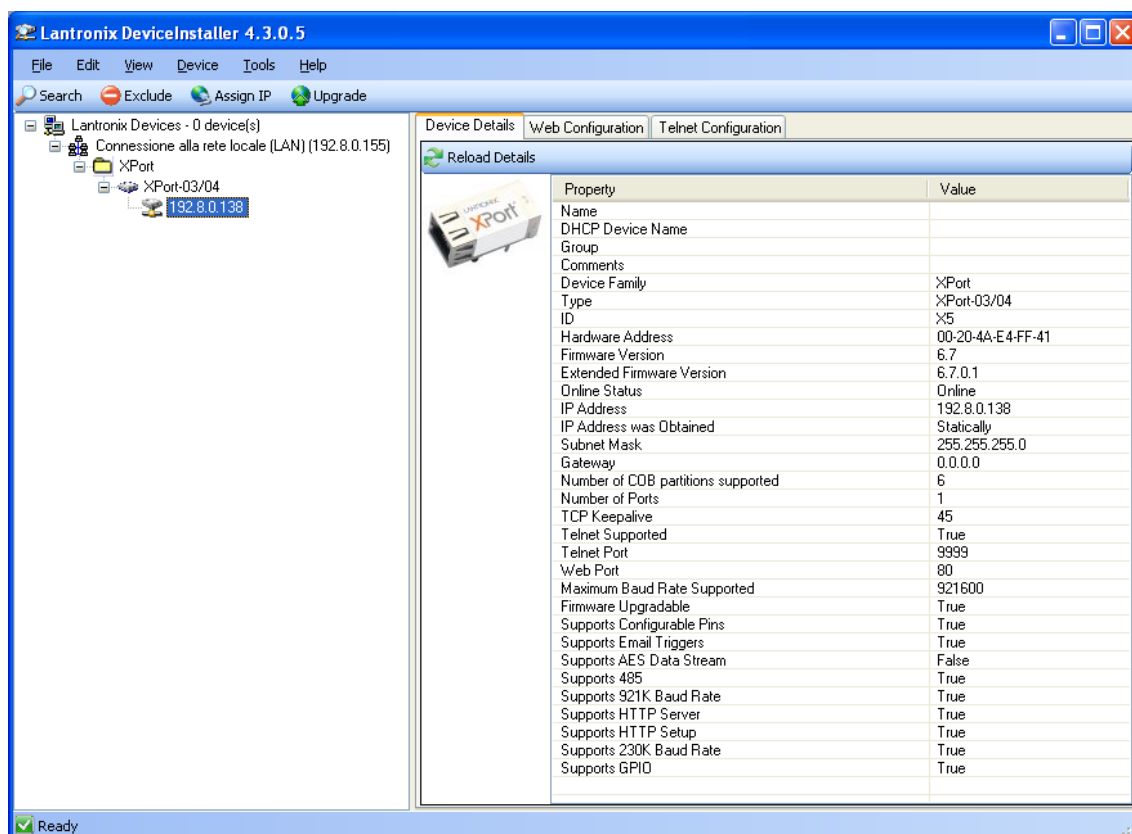 Lantronix DeviceInstaller 4.3.0.5
File Edit View Device Tools Help
Search Exclude Assign IP Upgrade
Lantronix Devices - 0 device(s)
Connessione alla rete locale (LAN) (192.8.0.155)
XPort
XPort-03/04
192.8.0.138
Device Details Web Configuration Telnet Configuration
Reload Details
LANTRONIX
XPort
Property Value
Name
DHCP Device Name
Group
Comments
Device Family XPort
Type XPort-03/04
ID X5
Hardware Address 00-20-4A-E4-FF-41
Firmware Version 6.7
Extended Firmware Version 6.7.0.1
Online Status Online
IP Address 192.8.0.138
IP Address was Obtained Statically
Subnet Mask 255.255.255.0
Gateway 0.0.0.0
Number of COB partitions supported 6
Number of Ports 1
TCP Keepalive 45
Telnet Supported True
Telnet Port 9999
Web Port 80
Maximum Baud Rate Supported 921600
Firmware Upgradable True
Supports Configurable Pins True
Supports Email Triggers True
Supports AES Data Stream False
Supports 485 True
Supports 921K Baud Rate True
Supports HTTP Server True
Supports HTTP Setup True
Supports 230K Baud Rate True
Supports GPIO True
Ready